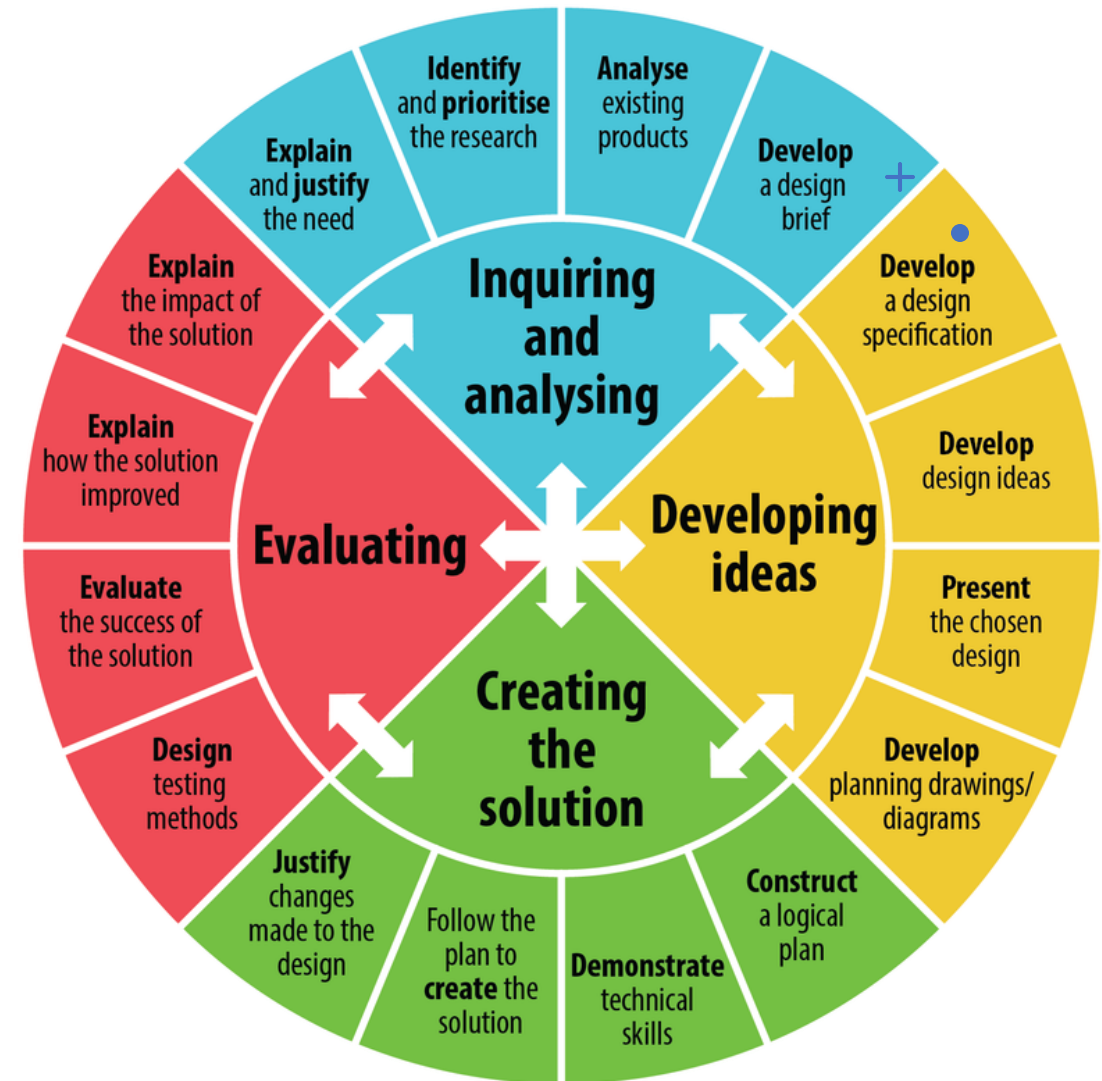 Identify
and prioritise
the research
Analyse
existing
products
Explain
and justify
the need
Develop
a design
brief
Inquiring
and
analysing
Explain
the impact of
the solution
Develop
a design
specification
Explain
how the solution
improved
Develop
design ideas
Evaluating
Developing
ideas
Evaluate
the success of
the solution
Present
the chosen
design
Creating
the
solution
Design
testing
methods
Develop
planning drawings/
diagrams
Justify
changes
made to the
design
Follow the
plan to
create the
solution
Demonstrate
technical
skills
Construct
a logical
plan